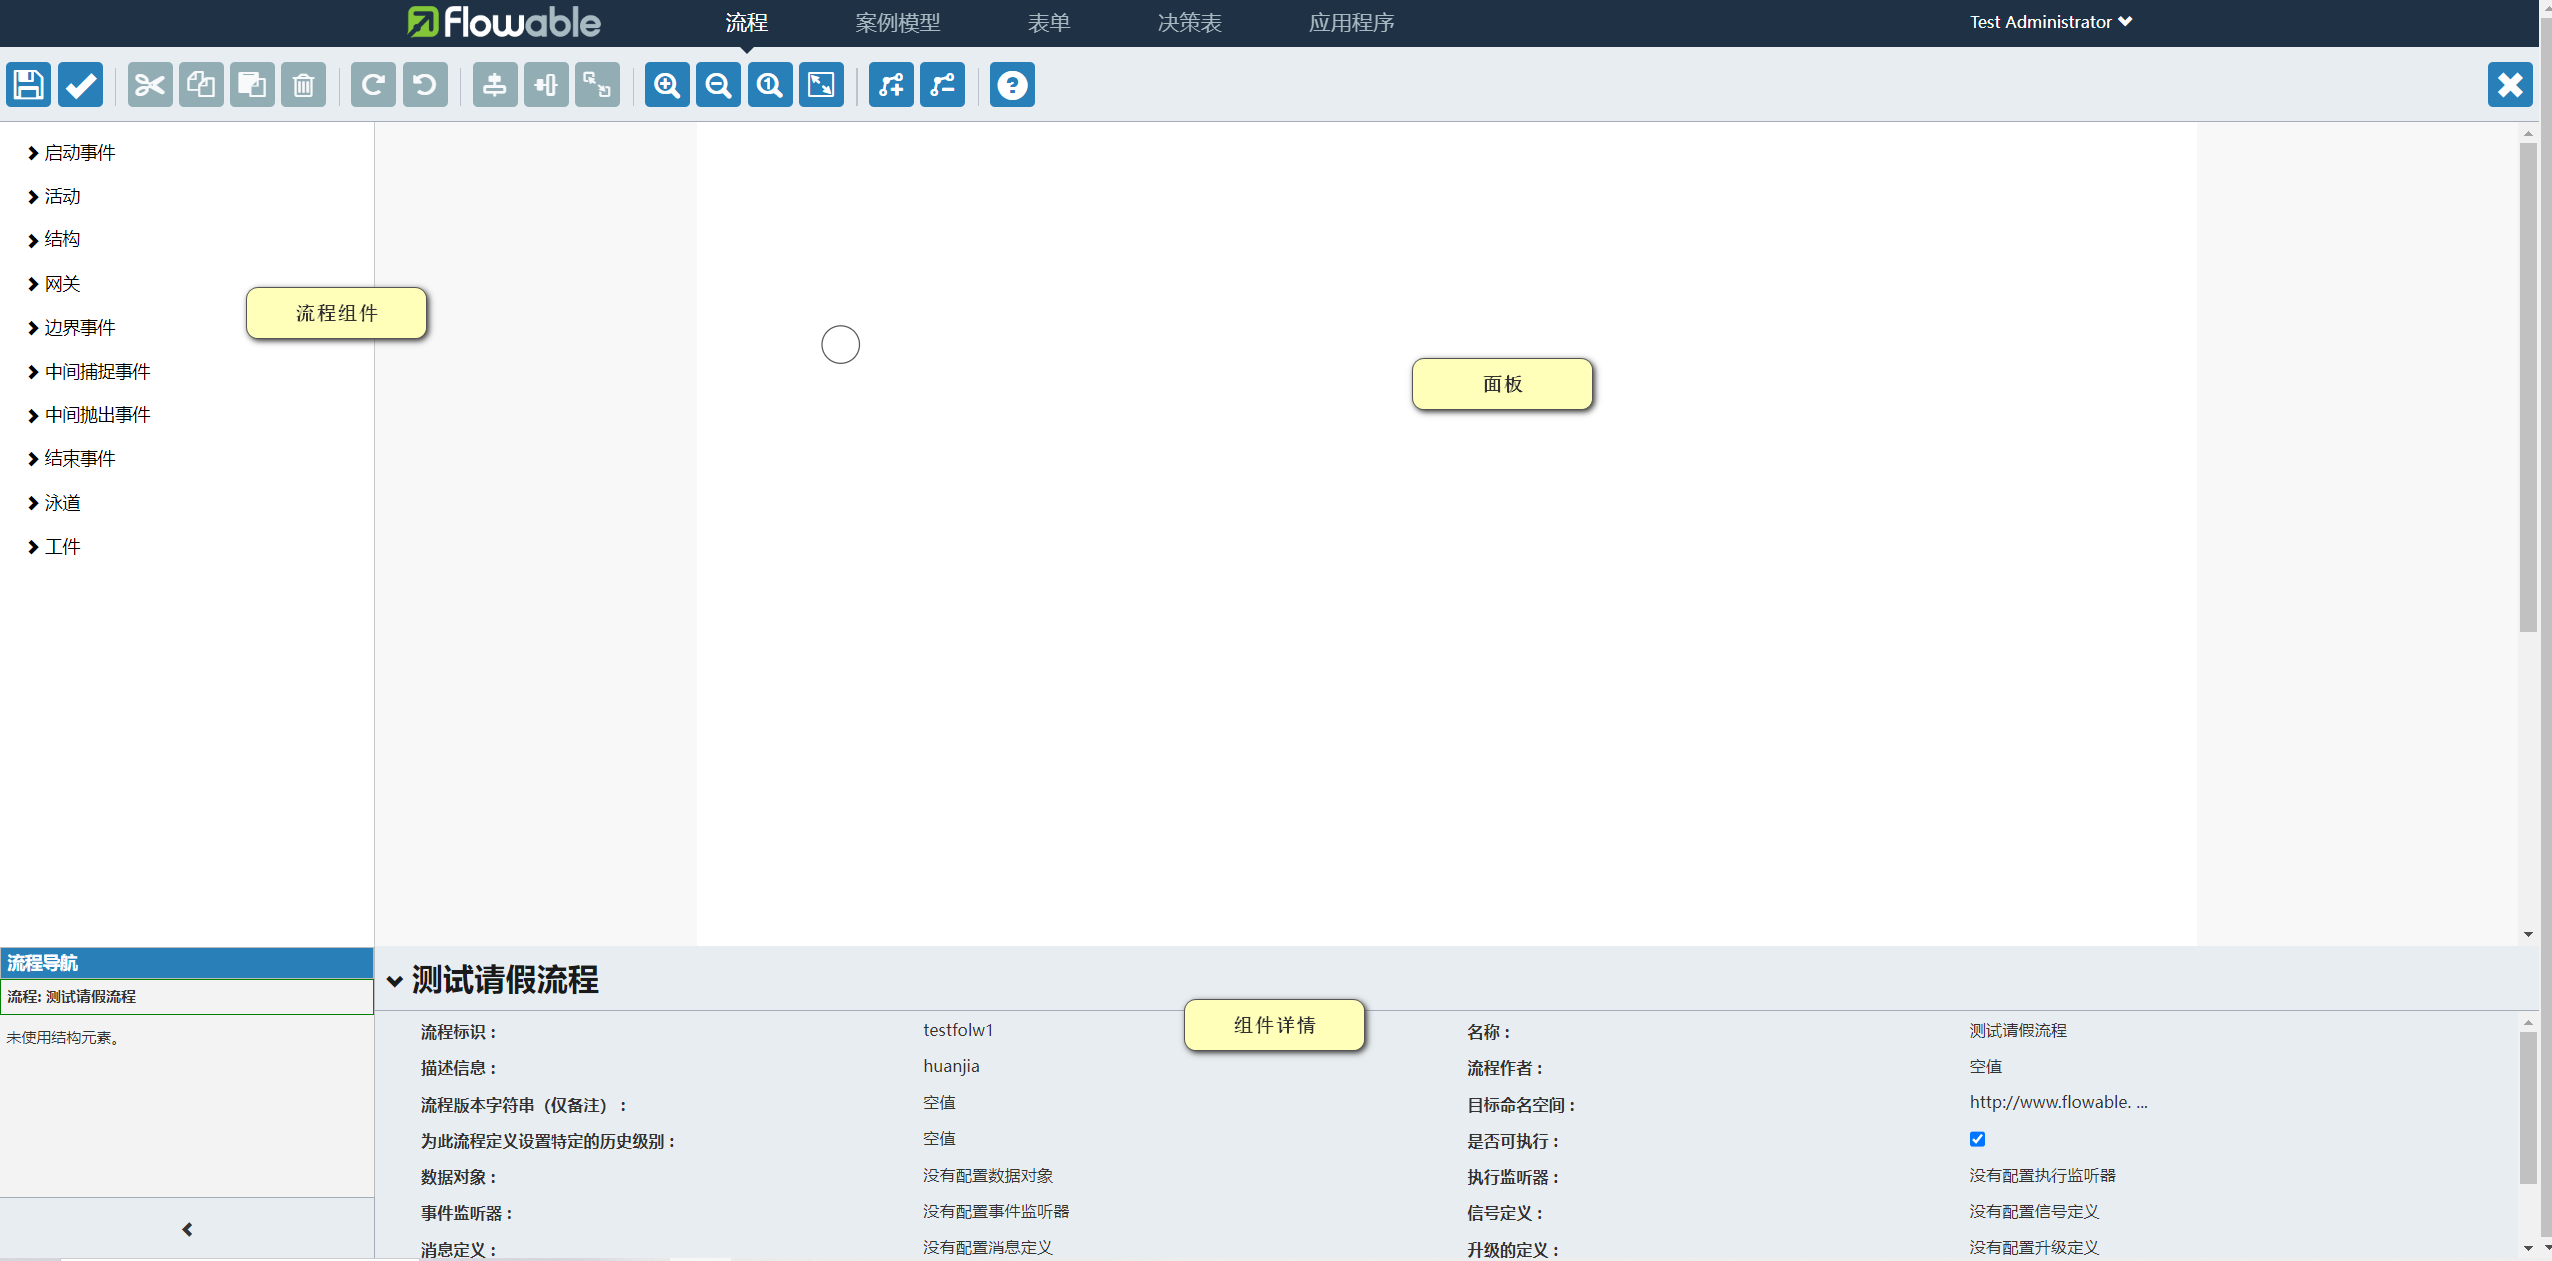 flowable 流程 案例模型 表单 决策表 应用程序 Test Administrator
启动事件
活动
结构
网关
边界事件
中间捕捉事件
中间抛出事件
结束事件
泳道
工件
流程组件
面板
流程导航
流程: 测试请假流程
未使用结构元素。
测试请假流程
组件详情
流程标识： testfolw1 名称： 测试请假流程
描述信息： huanjia 流程作者： 空值
流程版本字符串（仅备注）： 空值 目标命名空间： http://www.flowable. ...
为此流程定义设置特定的历史级别： 空值 是否可执行：
数据对象： 没有配置数据对象 执行监听器： 没有配置执行监听器
事件监听器： 没有配置事件监听器 信号定义： 没有配置信号定义
消息定义： 没有配置消息定义 升级的定义： 没有配置升级定义